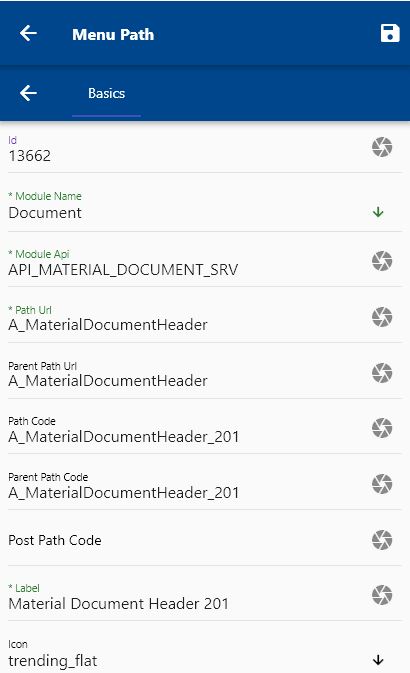 Menu Path
Basics
Id
13662
* Module Name
Document
* Module Api
API_MATERIAL_DOCUMENT_SRV
* Path Url
A_MaterialDocumentHeader
Parent Path Url
A_MaterialDocumentHeader
Path Code
A_MaterialDocumentHeader_201
Parent Path Code
A_MaterialDocumentHeader_201
Post Path Code
* Label
Material Document Header 201
Icon
trending_flat